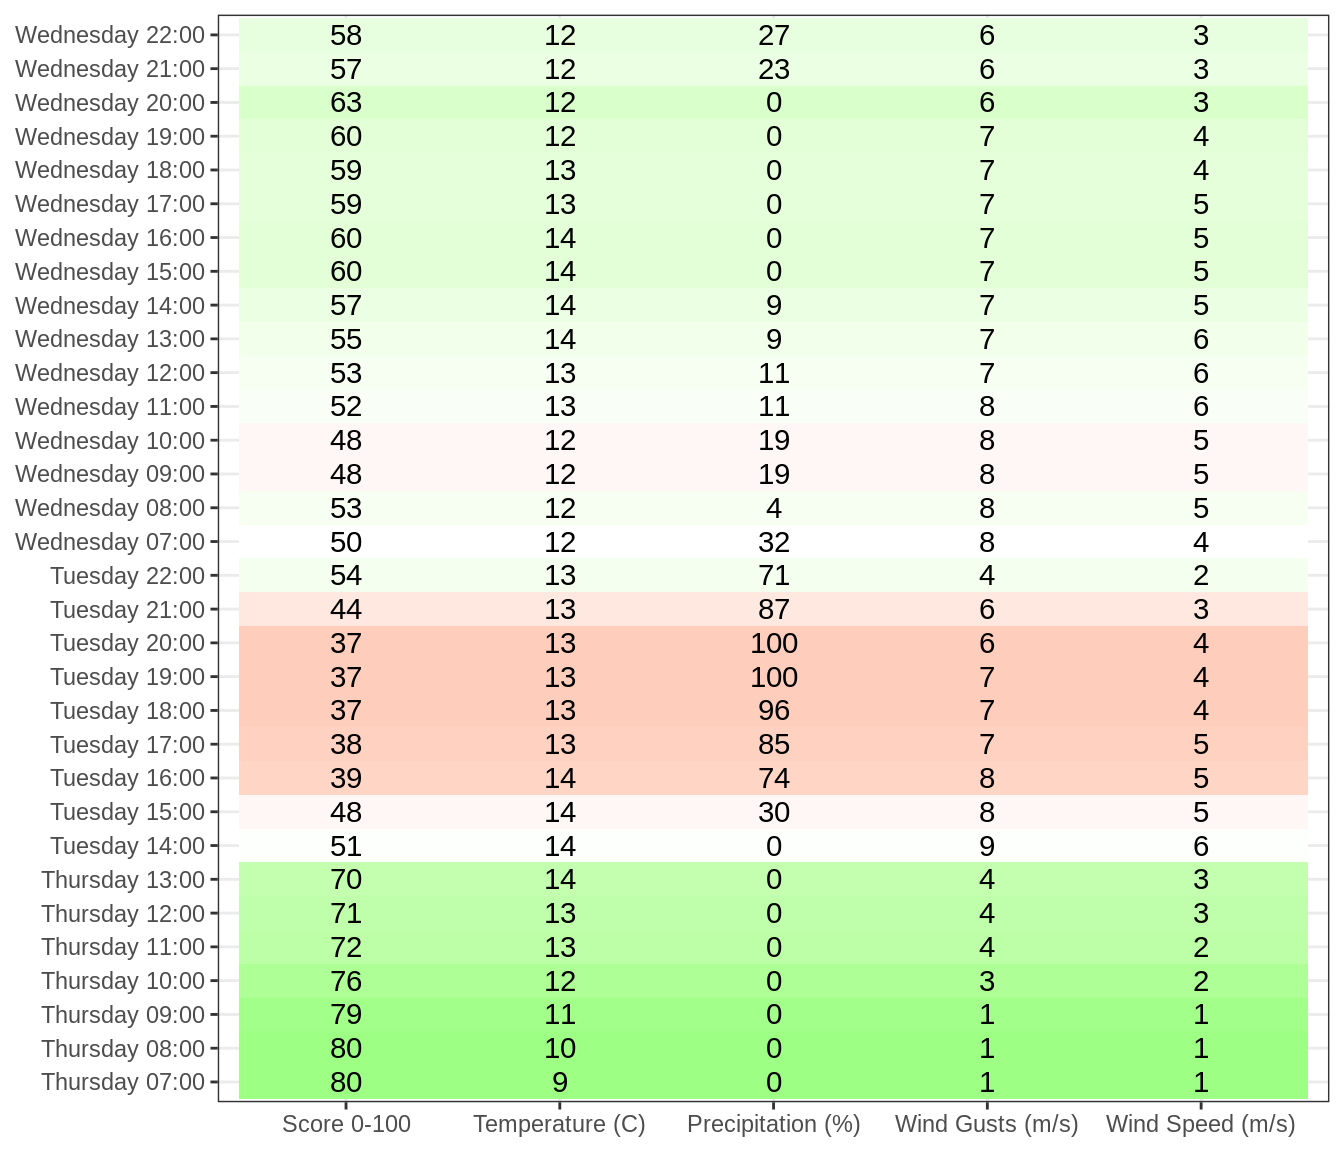 Wednesday 22:00 58 12 27 6 3
Wednesday 21:00 57 12 23 6 3
Wednesday 20:00 63 12 0 6 3
Wednesday 19:00 60 12 0 7 4
Wednesday 18:00 59 13 0 7 4
Wednesday 17:00 59 13 0 7 5
Wednesday 16:00 60 14 0 7 5
Wednesday 15:00 60 14 0 7 5
Wednesday 14:00 57 14 9 7 5
Wednesday 13:00 55 14 9 7 6
Wednesday 12:00 53 13 11 7 6
Wednesday 11:00 52 13 11 8 6
Wednesday 10:00 48 12 19 8 5
Wednesday 09:00 48 12 19 8 5
Wednesday 08:00 53 12 4 8 5
Wednesday 07:00 50 12 32 8 4
Tuesday 22:00 54 13 71 4 2
Tuesday 21:00 44 13 87 6 3
Tuesday 20:00 37 13 100 6 4
Tuesday 19:00 37 13 100 7 4
Tuesday 18:00 37 13 96 7 4
Tuesday 17:00 38 13 85 7 5
Tuesday 16:00 39 14 74 8 5
Tuesday 15:00 48 14 30 8 5
Tuesday 14:00 51 14 0 9 6
Thursday 13:00 70 14 0 4 3
Thursday 12:00 71 13 0 4 3
Thursday 11:00 72 13 0 4 2
Thursday 10:00 76 12 0 3 2
Thursday 09:00 79 11 0 1 1
Thursday 08:00 80 10 0 1 1
Thursday 07:00 80 9 0 1 1
Score 0-100 Temperature (C) Precipitation (%) Wind Gusts (m/s) Wind Speed (m/s)